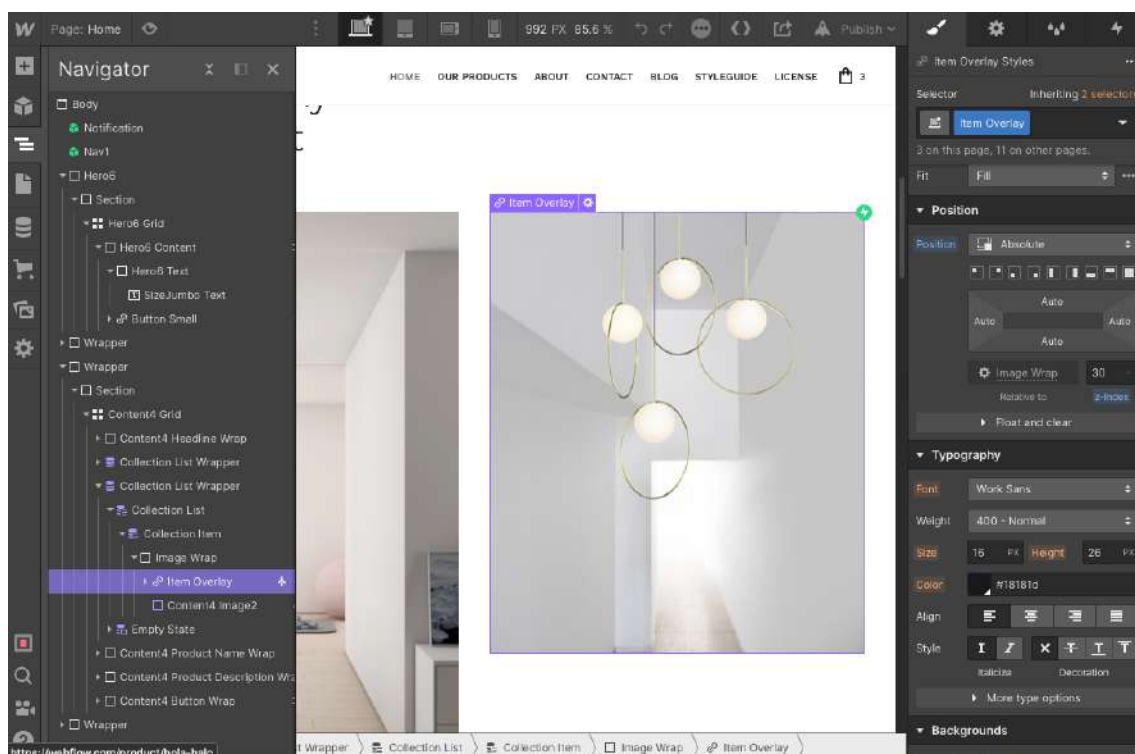 Page: Home
992 PX 85.6 %
Publish
Navigator
Body
Notification
Nav1
Hero6
Section
Hero6 Grid
Hero6 Content
Hero6 Text
SizeJumbo Text
Button Small
Wrapper
Wrapper
Section
Content4 Grid
Content4 Headline Wrap
Collection List Wrapper
Collection List Wrapper
Collection List
Collection Item
Image Wrap
Item Overlay
Content4 Image2
Empty State
Content4 Product Name Wrap
Content4 Product Description Wra
Content4 Button Wrap
Wrapper
https://webflow.com/product/bola-halo
HOME OUR PRODUCTS ABOUT CONTACT BLOG STYLEGUIDE LICENSE 3
Item Overlay
t Wrapper Collection List Collection Item Image Wrap Item Overlay
Item Overlay Styles
Selector Inheriting 2 selectors
Item Overlay
3 on this page, 11 on other pages.
Fit Fill
Position
Position Absolute
Auto
Auto Auto
Auto
Image Wrap 30
Relative to z-Index
Float and clear
Typography
Font Work Sans
Weight 400 - Normal
Size 16 PX Height 26 PX
Color #18181d
Align
Style
Italicize Decoration
More type options
Backgrounds